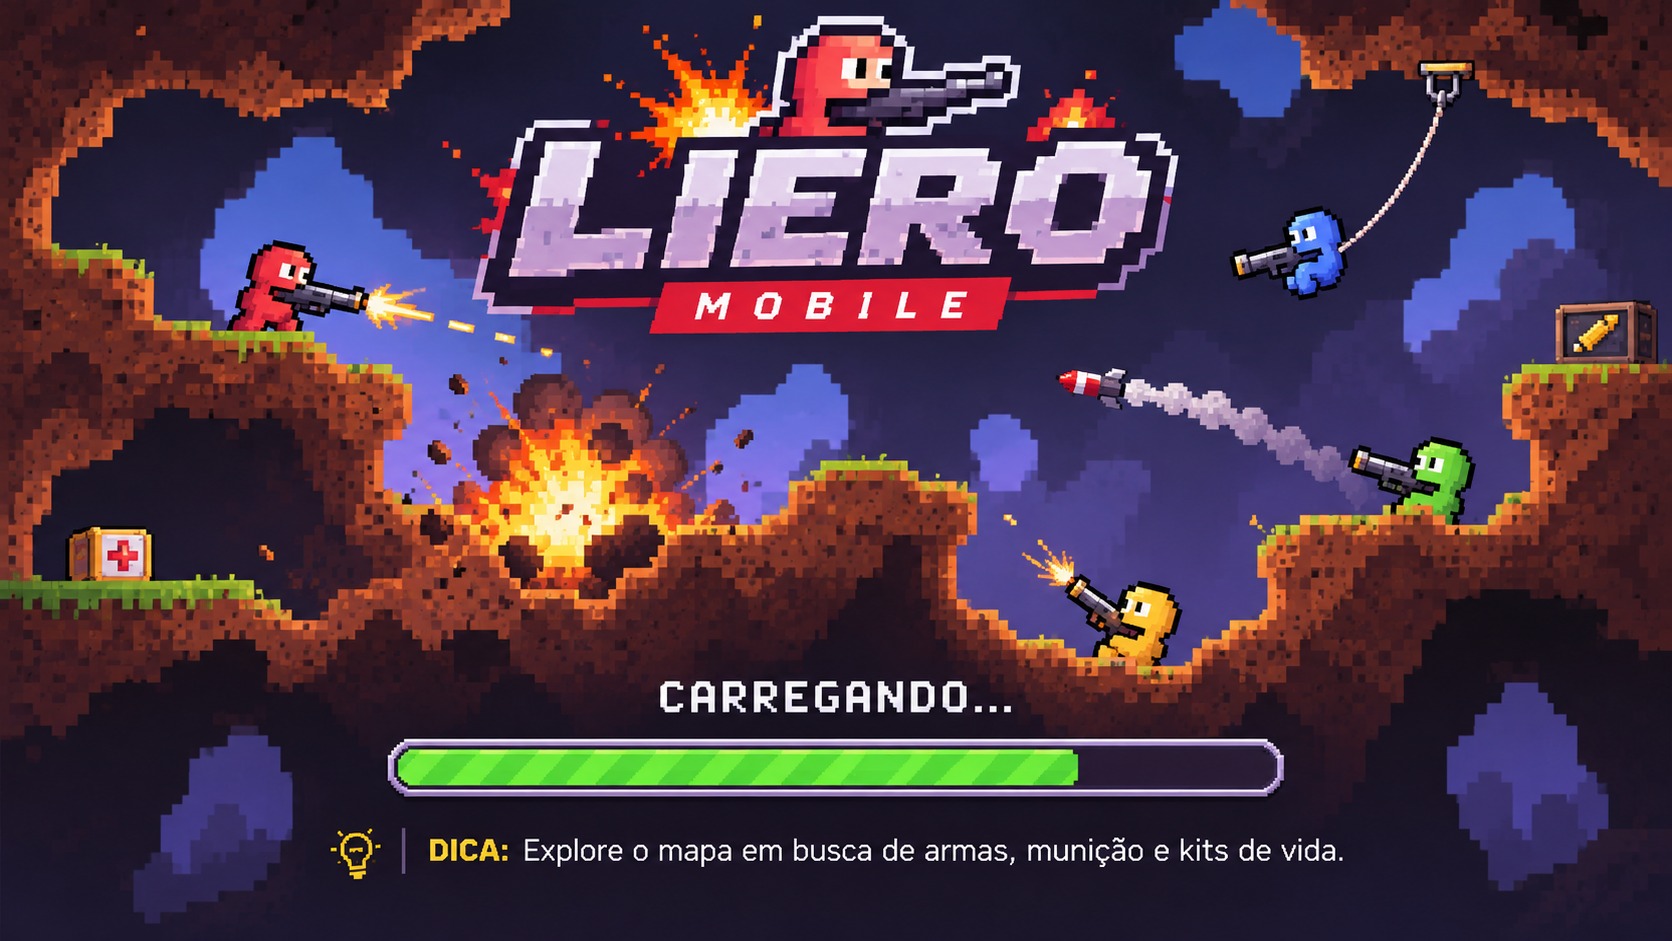 LIERO
MOBILE
CARREGANDO...
DICA: Explore o mapa em busca de armas, munição e kits de vida.